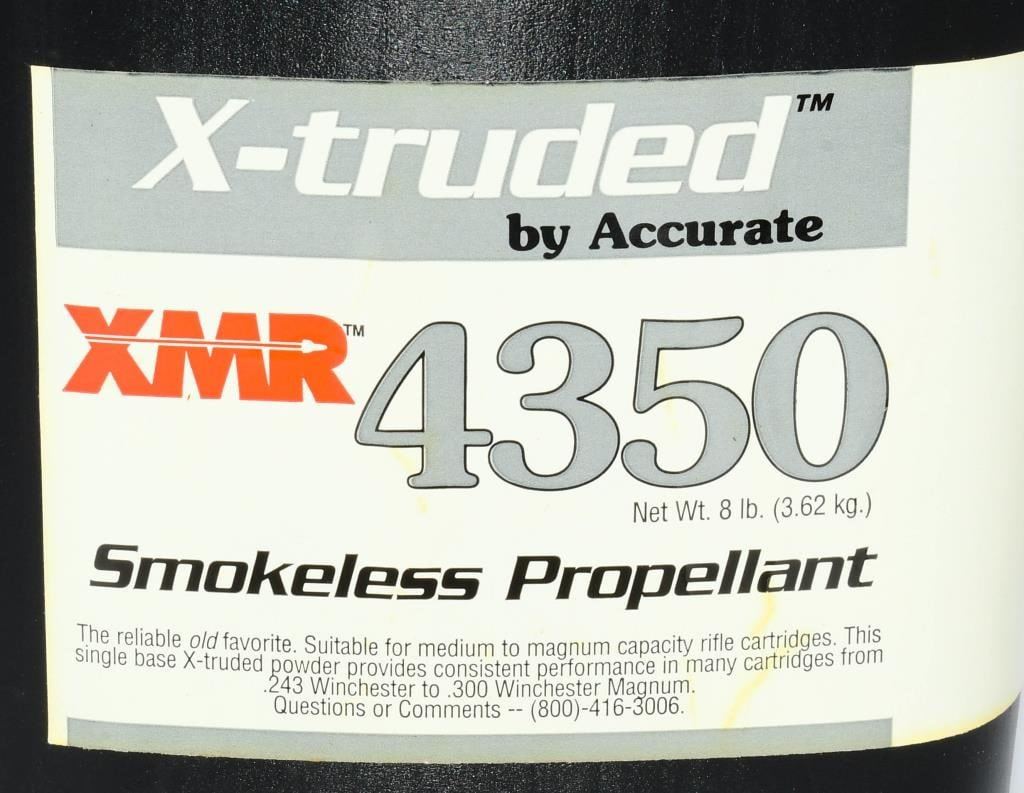 X-truded™
by Accurate
XMR™ 4350
Net Wt. 8 lb. (3.62 kg.)
Smokeless Propellant
The reliable old favorite. Suitable for medium to magnum capacity rifle cartridges. This
single base X-truded powder provides consistent performance in many cartridges from
.243 Winchester to .300 Winchester Magnum.
Questions or Comments -- (800)-416-3006.